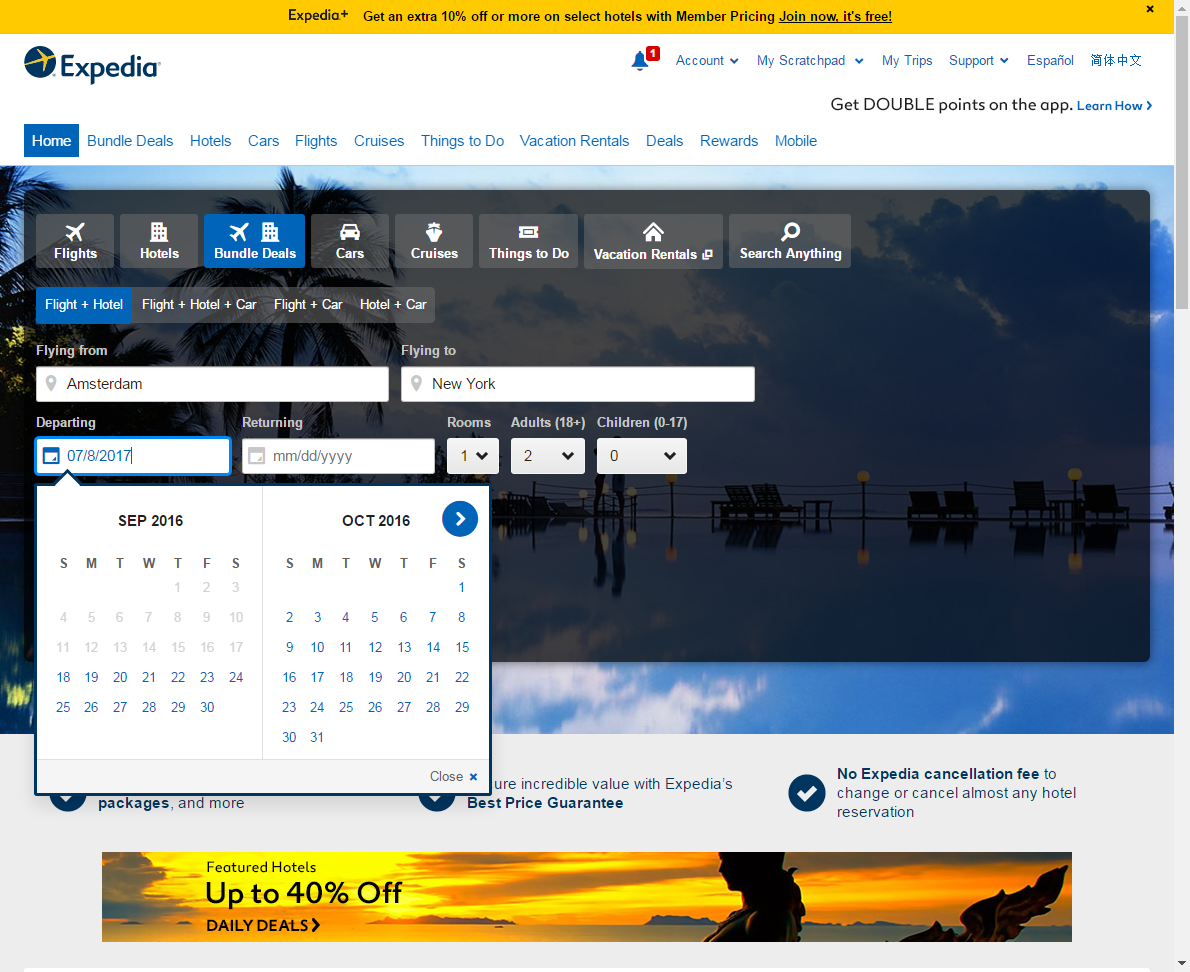 Expedia+ Get an extra 10% off or more on select hotels with Member Pricing Join now, it's free!
Expedia
1 Account My Scratchpad My Trips Support Español 简体中文
Get DOUBLE points on the app. Learn How
Home Bundle Deals Hotels Cars Flights Cruises Things to Do Vacation Rentals Deals Rewards Mobile
Flights Hotels Bundle Deals Cars Cruises Things to Do Vacation Rentals Search Anything
Flight + Hotel Flight + Hotel + Car Flight + Car Hotel + Car
Flying from Flying to
Amsterdam New York
Departing Returning Rooms Adults (18+) Children (0-17)
07/8/2017 mm/dd/yyyy 1 2 0
SEP 2016
S M T W T F S
1 2 3
4 5 6 7 8 9 10
11 12 13 14 15 16 17
18 19 20 21 22 23 24
25 26 27 28 29 30
OCT 2016
S M T W T F S
1
2 3 4 5 6 7 8
9 10 11 12 13 14 15
16 17 18 19 20 21 22
23 24 25 26 27 28 29
30 31
Close
packages, and more
ure incredible value with Expedia's
Best Price Guarantee
No Expedia cancellation fee to
change or cancel almost any hotel
reservation
Featured Hotels
Up to 40% Off
DAILY DEALS